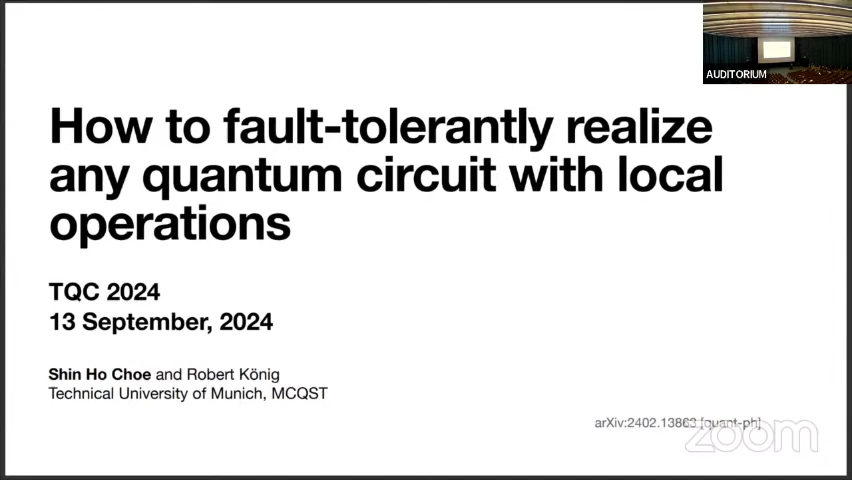 AUDITORIUM
How to fault-tolerantly realize
any quantum circuit with local
operations
TQC 2024
13 September, 2024
Shin Ho Choe and Robert König
Technical University of Munich, MCQST
arXiv:2402.13863 [quant-ph]
zoom